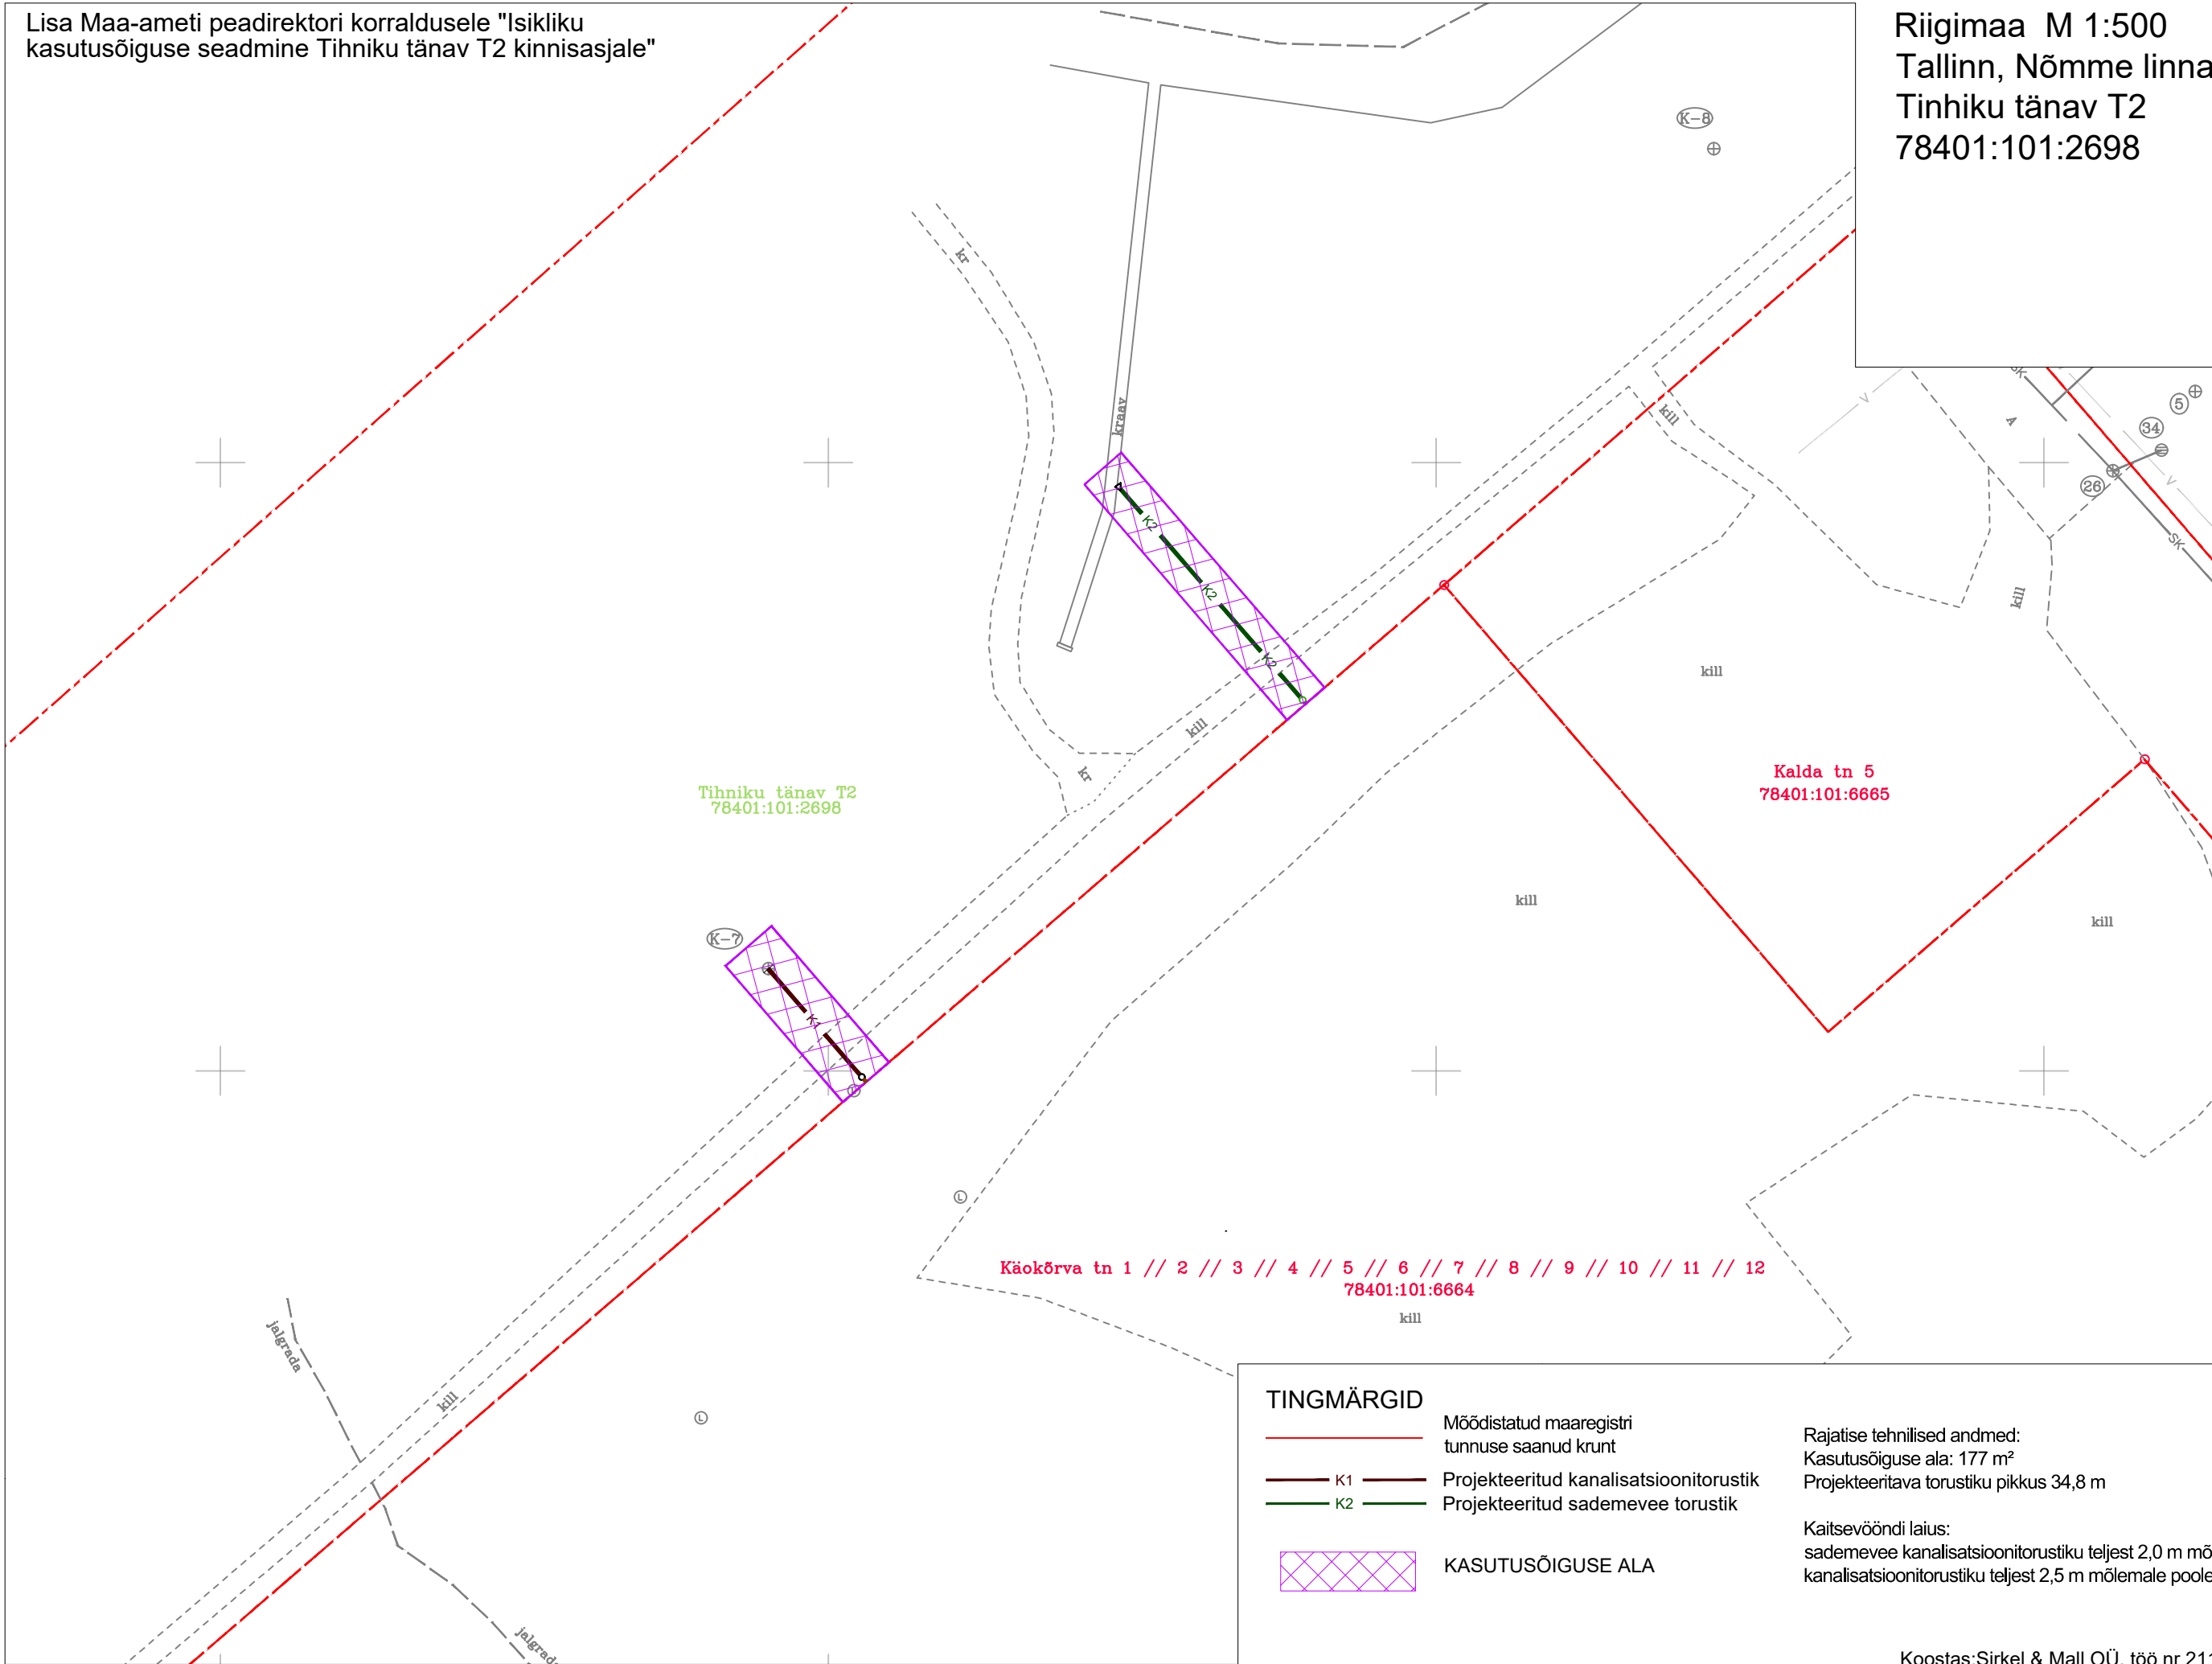 Lisa Maa-ameti peadirektori korraldusele "Isikliku
kasutusõiguse seadmine Tihniku tänav T2 kinnisasjale"
Riigimaa M 1:500
Tallinn, Nõmme linna
Tinhiku tänav T2
78401:101:2698
K-8
kr
kraav
kill
SK
V
A
5
34
26
V
SK
K2
K2
K2
kill
kill
kill
kr
Tihniku tänav T2
78401:101:2698
Kalda tn 5
78401:101:6665
kill
kill
K-7
K1
L
L
Käokõrva tn 1 // 2 // 3 // 4 // 5 // 6 // 7 // 8 // 9 // 10 // 11 // 12
78401:101:6664
kill
jalgrada
kill
L
jalgrada
TINGMÄRGID
Mõõdistatud maaregistri
tunnuse saanud krunt
K1 Projekteeritud kanalisatsioonitorustik
K2 Projekteeritud sademevee torustik
KASUTUSÕIGUSE ALA
Rajatise tehnilised andmed:
Kasutusõiguse ala: 177 m²
Projekteeritava torustiku pikkus 34,8 m
Kaitsevööndi laius:
sademevee kanalisatsioonitorustiku teljest 2,0 m mõ
kanalisatsioonitorustiku teljest 2,5 m mõlemale poole
Koostas:Sirkel & Mall OÜ, töö nr 21